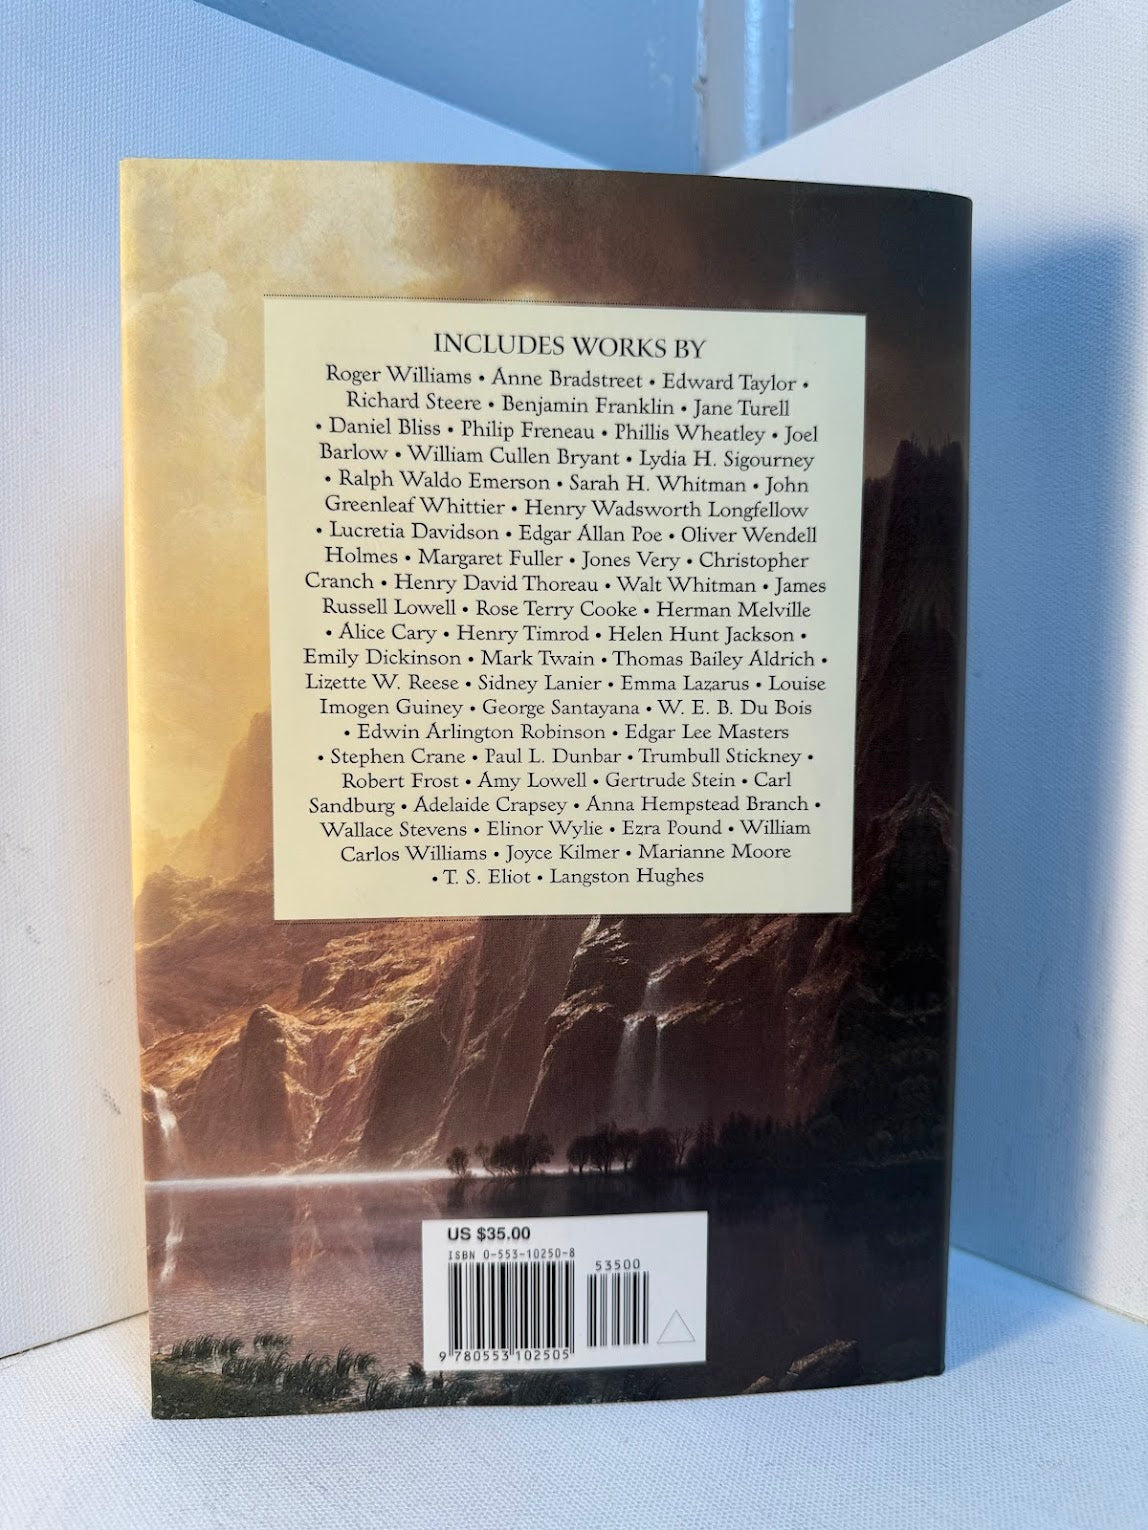 INCLUDES WORKS BY
Roger Williams • Anne Bradstreet • Edward Taylor •
Richard Steere • Benjamin Franklin • Jane Turell
• Daniel Bliss • Philip Freneau • Phillis Wheatley • Joel
Barlow • William Cullen Bryant • Lydia H. Sigourney
• Ralph Waldo Emerson • Sarah H. Whitman • John
Greenleaf Whittier • Henry Wadsworth Longfellow
• Lucretia Davidson • Edgar Allan Poe • Oliver Wendell
Holmes • Margaret Fuller • Jones Very • Christopher
Cranch • Henry David Thoreau • Walt Whitman • James
Russell Lowell • Rose Terry Cooke • Herman Melville
• Alice Cary • Henry Timrod • Helen Hunt Jackson •
Emily Dickinson • Mark Twain • Thomas Bailey Aldrich •
Lizette W. Reese • Sidney Lanier • Emma Lazarus • Louise
Imogen Guiney • George Santayana • W. E. B. Du Bois
• Edwin Arlington Robinson • Edgar Lee Masters
• Stephen Crane • Paul L. Dunbar • Trumbull Stickney •
Robert Frost • Amy Lowell • Gertrude Stein • Carl
Sandburg • Adelaide Crapsey • Anna Hempstead Branch •
Wallace Stevens • Elinor Wylie • Ezra Pound • William
Carlos Williams • Joyce Kilmer • Marianne Moore
• T. S. Eliot • Langston Hughes
US $35.00
ISBN 0-553-10250-8
53500
9 780553 102505